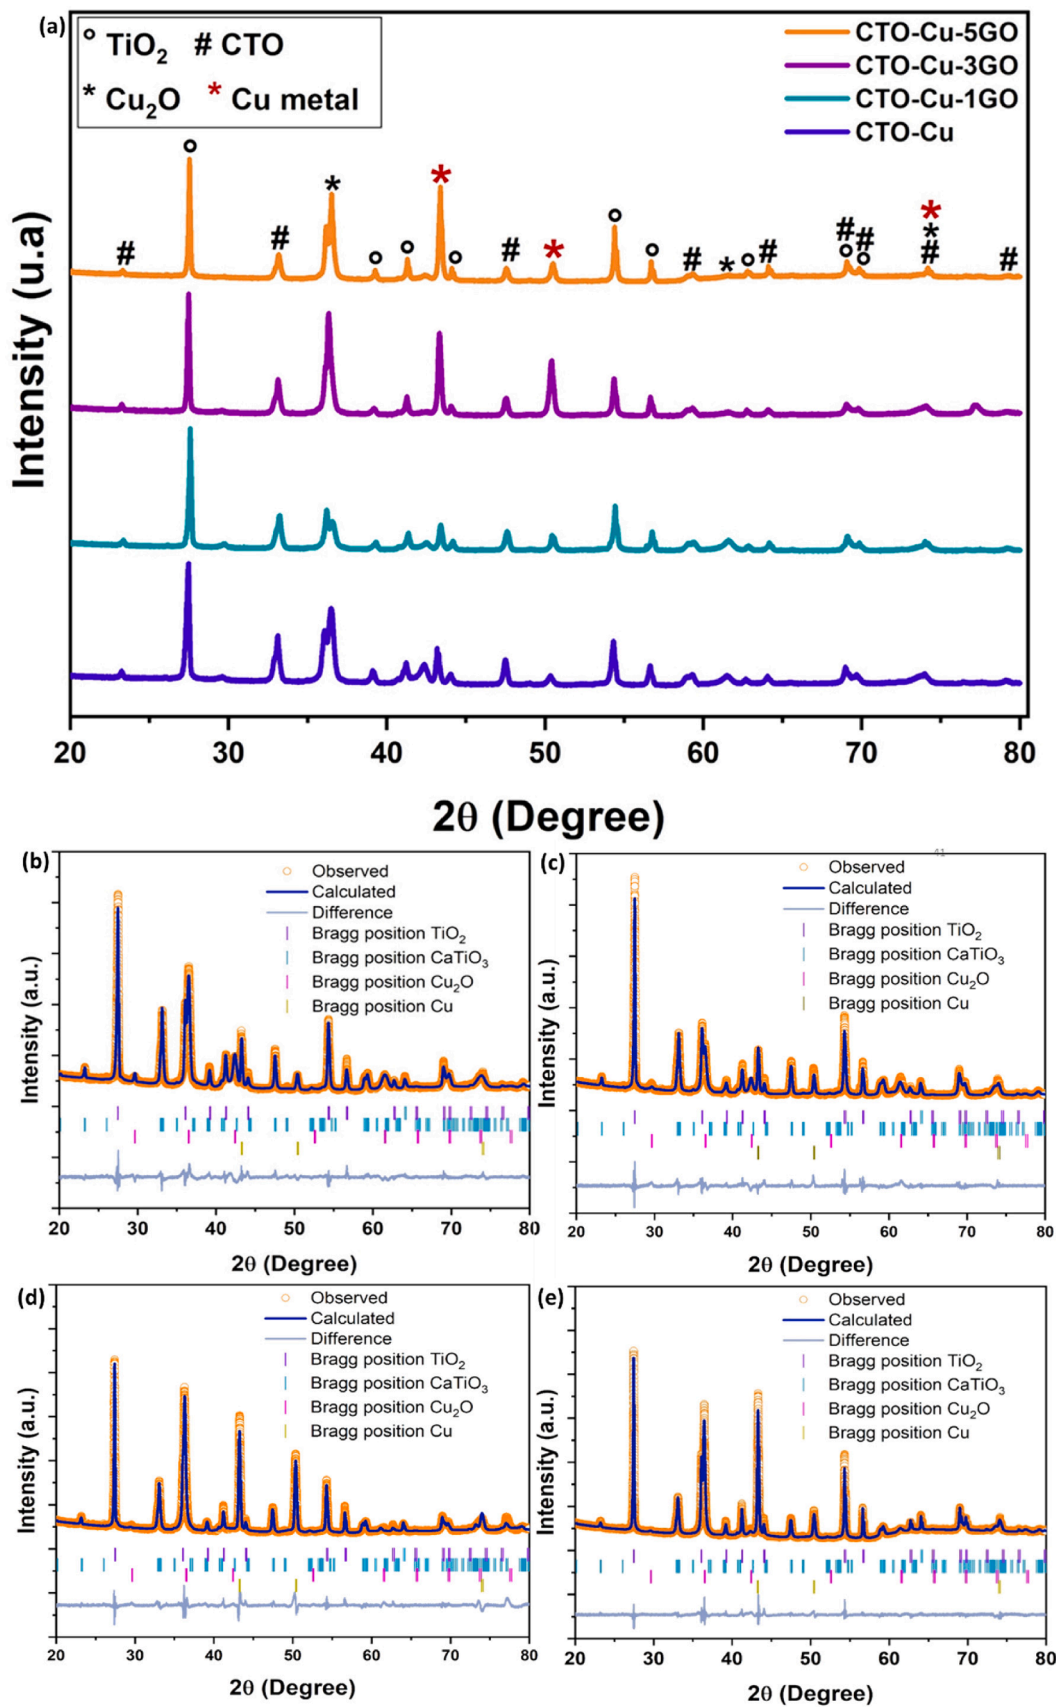 (a)
° TiO₂ # CTO
* Cu₂O * Cu metal
CTO-Cu-5GO
CTO-Cu-3GO
CTO-Cu-1GO
CTO-Cu
Intensity (u.a)
# ° # * ° ° * ° # * ° ° # * ° # # ° # ° * * # #
20 30 40 50 60 70 80
2θ (Degree)
(b)
Observed
Calculated
Difference
Bragg position TiO₂
Bragg position CaTiO₃
Bragg position Cu₂O
Bragg position Cu
Intensity (a.u.)
20 30 40 50 60 70 80
2θ (Degree)
(c)
41
Observed
Calculated
Difference
Bragg position TiO₂
Bragg position CaTiO₃
Bragg position Cu₂O
Bragg position Cu
Intensity (a.u.)
20 30 40 50 60 70 80
2θ (Degree)
(d)
Observed
Calculated
Difference
Bragg position TiO₂
Bragg position CaTiO₃
Bragg position Cu₂O
Bragg position Cu
Intensity (a.u.)
20 30 40 50 60 70 80
2θ (Degree)
(e)
Observed
Calculated
Difference
Bragg position TiO₂
Bragg position CaTiO₃
Bragg position Cu₂O
Bragg position Cu
Intensity (a.u.)
20 30 40 50 60 70 80
2θ (Degree)